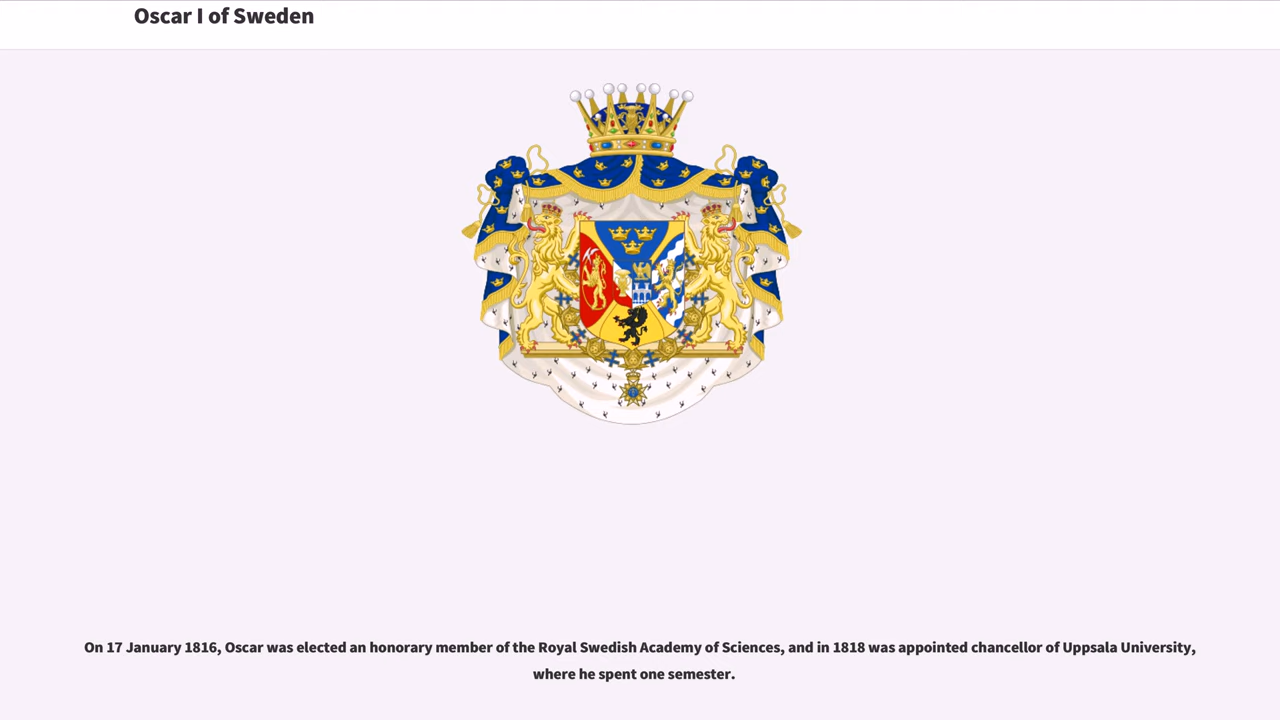 Oscar I of Sweden
On 17 January 1816, Oscar was elected an honorary member of the Royal Swedish Academy of Sciences, and in 1818 was appointed chancellor of Uppsala University,
where he spent one semester.